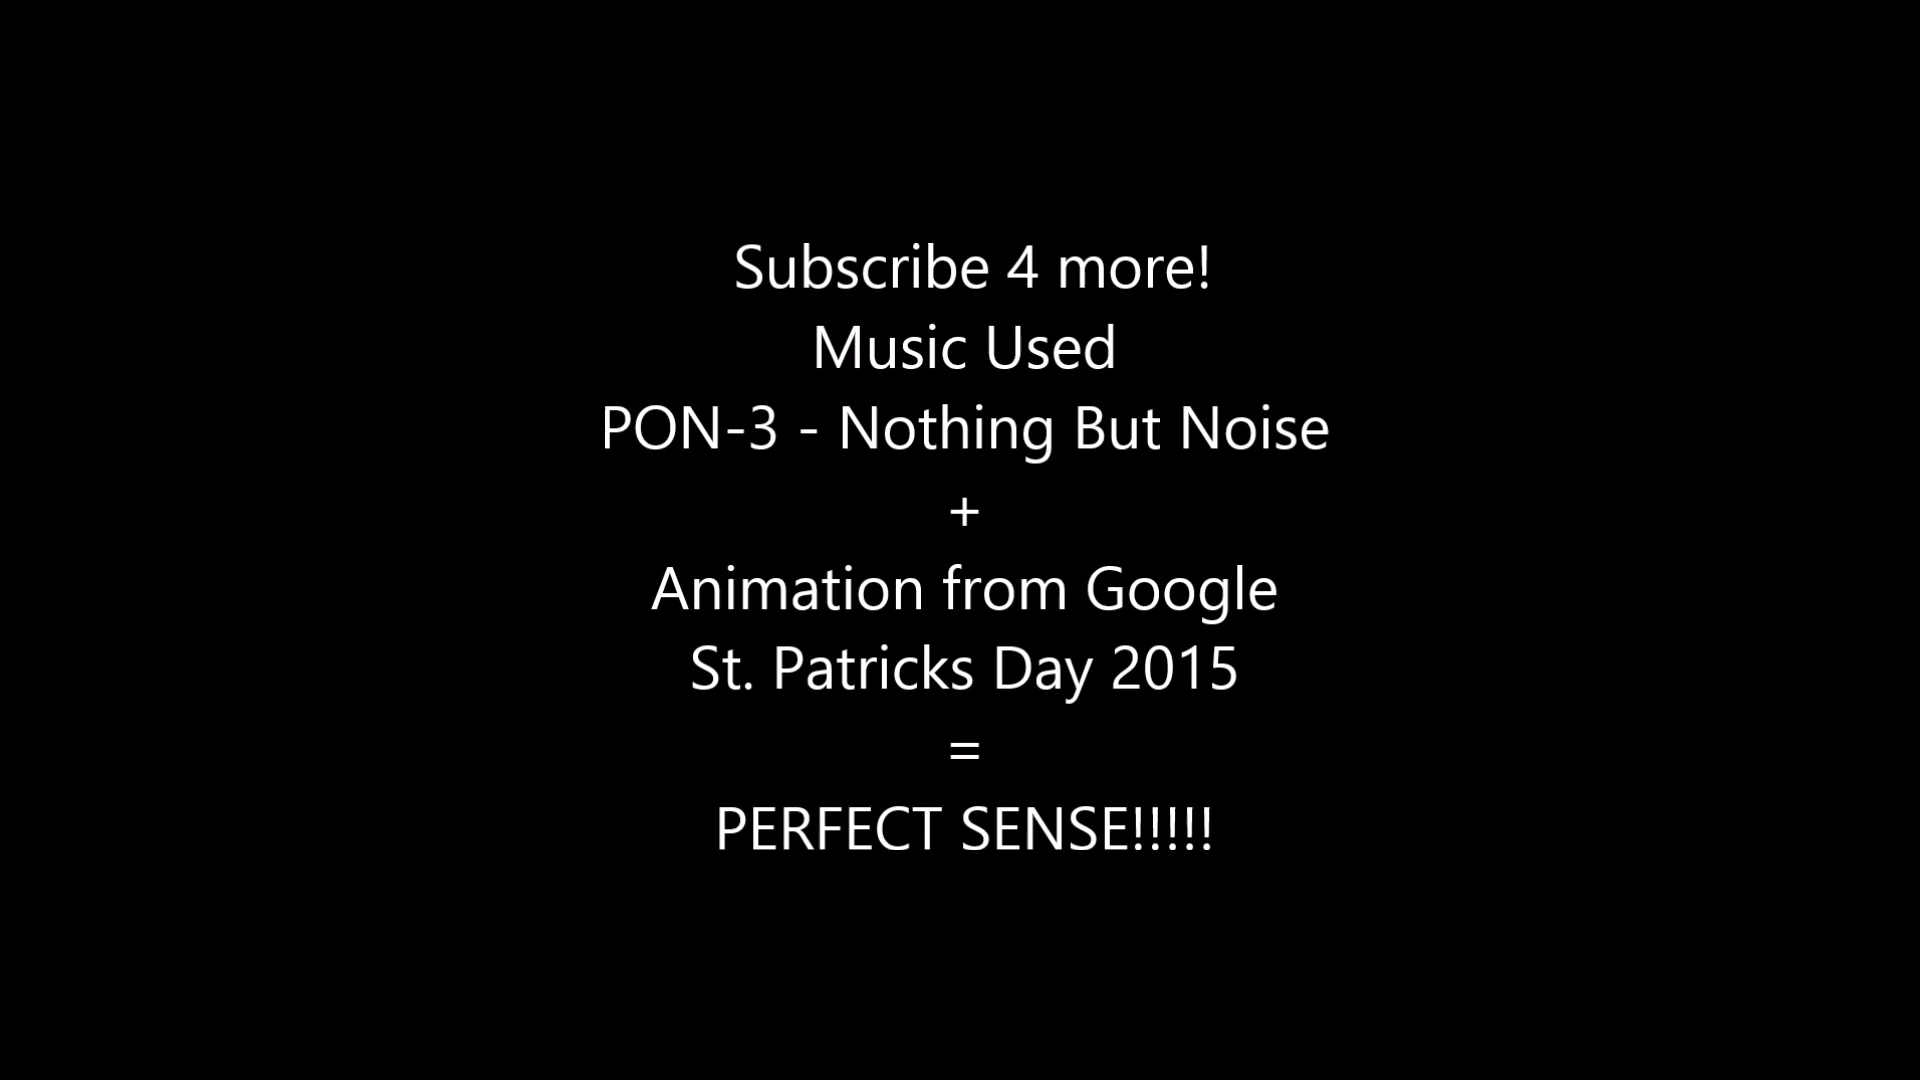 Subscribe 4 more!
Music Used
PON-3 - Nothing But Noise
+
Animation from Google
St. Patricks Day 2015
=
PERFECT SENSE!!!!!